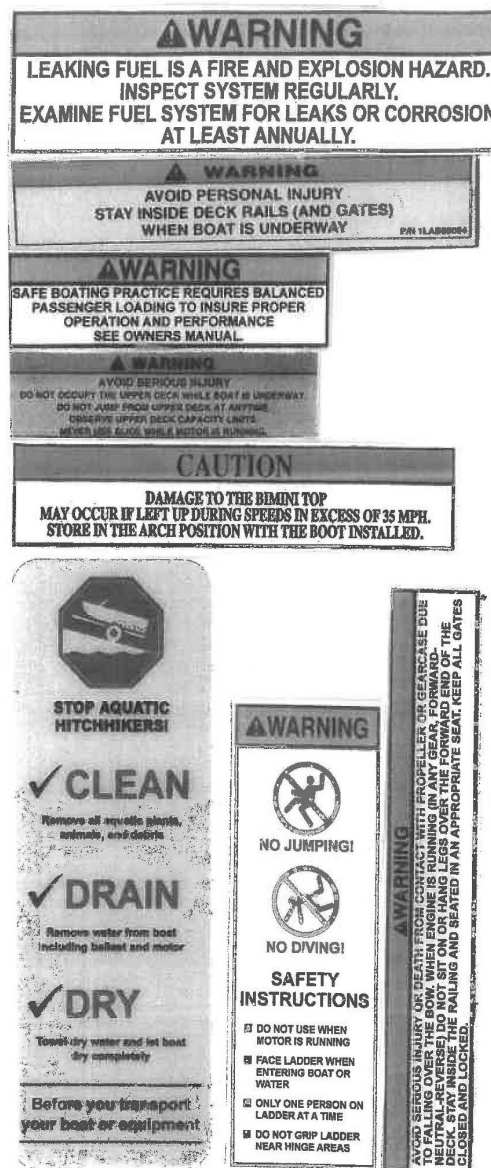 WARNING
LEAKING FUEL IS A FIRE AND EXPLOSION HAZARD.
INSPECT SYSTEM REGULARLY.
EXAMINE FUEL SYSTEM FOR LEAKS OR CORROSION
AT LEAST ANNUALLY.
WARNING
AVOID PERSONAL INJURY
STAY INSIDE DECK RAILS (AND GATES)
WHEN BOAT IS UNDERWAY
P/N
WARNING
SAFE BOATING PRACTICE REQUIRES BALANCED
PASSENGER LOADING TO INSURE PROPER
OPERATION AND PERFORMANCE
SEE OWNERS MANUAL.
WARNING
AVOID SERIOUS INJURY
DO NOT OCCUPY THE UPPER DECK WHILE BOAT IS UNDERWAY.
DO NOT JUMP FROM UPPER DECK AT ANYTIME
OBSERVE UPPER DECK CAPACITY LIMITS
NEVER USE SLIDE WHILE MOTOR IS RUNNING.
CAUTION
DAMAGE TO THE BIMINI TOP
MAY OCCUR IF LEFT UP DURING SPEEDS IN EXCESS OF 35 MPH.
STORE IN THE ARCH POSITION WITH THE BOOT INSTALLED.
STOP AQUATIC
HITCHHIKERS!
CLEAN
Remove all aquatic plants,
animals, and debris
DRAIN
Remove water from boat
including ballast and motor
DRY
Towel dry water and let boat
dry completely
Before you transport
your boat or equipment
WARNING
NO JUMPING!
NO DIVING!
SAFETY
INSTRUCTIONS
DO NOT USE WHEN
MOTOR IS RUNNING
FACE LADDER WHEN
ENTERING BOAT OR
WATER
ONLY ONE PERSON ON
LADDER AT A TIME
DO NOT GRIP LADDER
NEAR HINGE AREAS
WARNING
AVOID SERIOUS INJURY OR DEATH FROM CONTACT WITH PROPELLER OR GEARCASE DUE
TO FALLING OVER THE BOW. WHEN ENGINE IS RUNNING (IN ANY GEAR, FORWARD-
NEUTRAL-REVERSE) DO NOT SIT ON OR HANG LEGS OVER THE FORWARD END OF THE
DECK. STAY INSIDE THE RAILING AND SEATED IN AN APPROPRIATE SEAT. KEEP ALL GATES
CLOSED AND LOCKED.